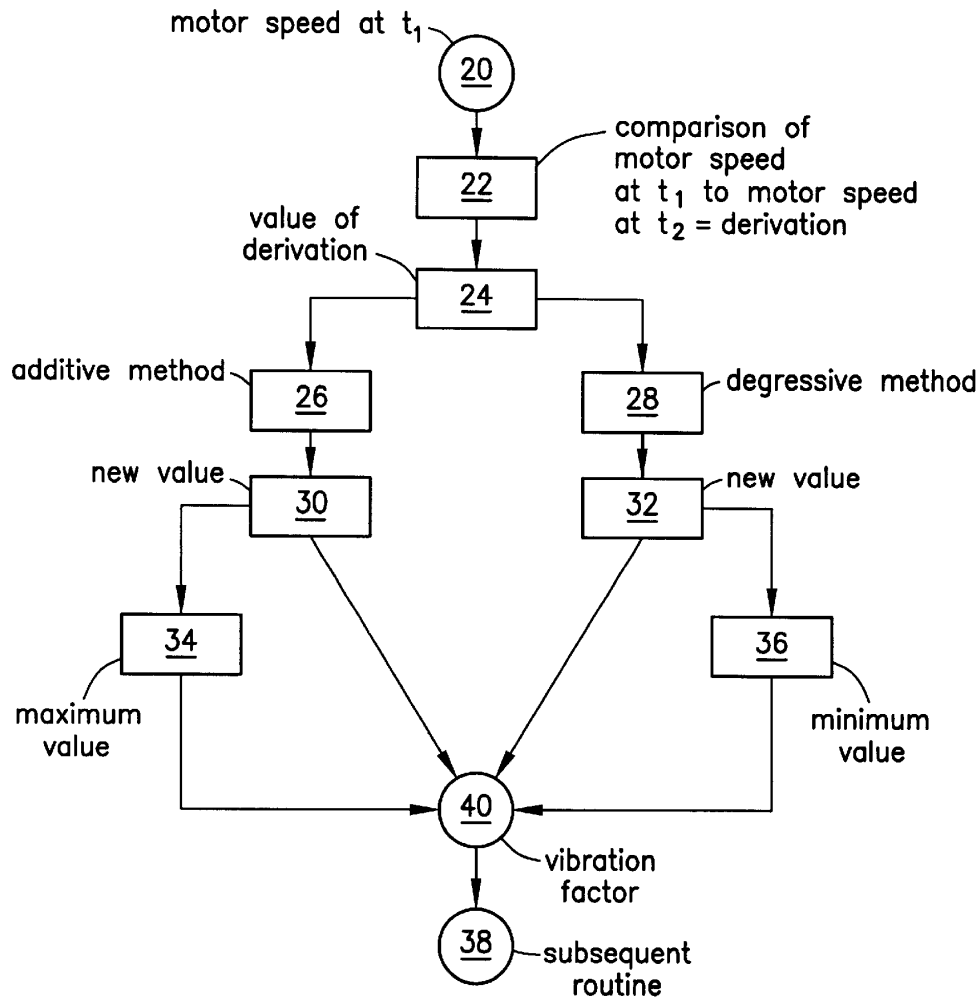 motor speed at t1
20
comparison of
motor speed
at t1 to motor speed
at t2 = derivation
22
value of
derivation
24
additive method
26
28
degressive method
new value
30
32
new value
34
36
maximum
value
minimum
value
40
vibration
factor
38
subsequent
routine